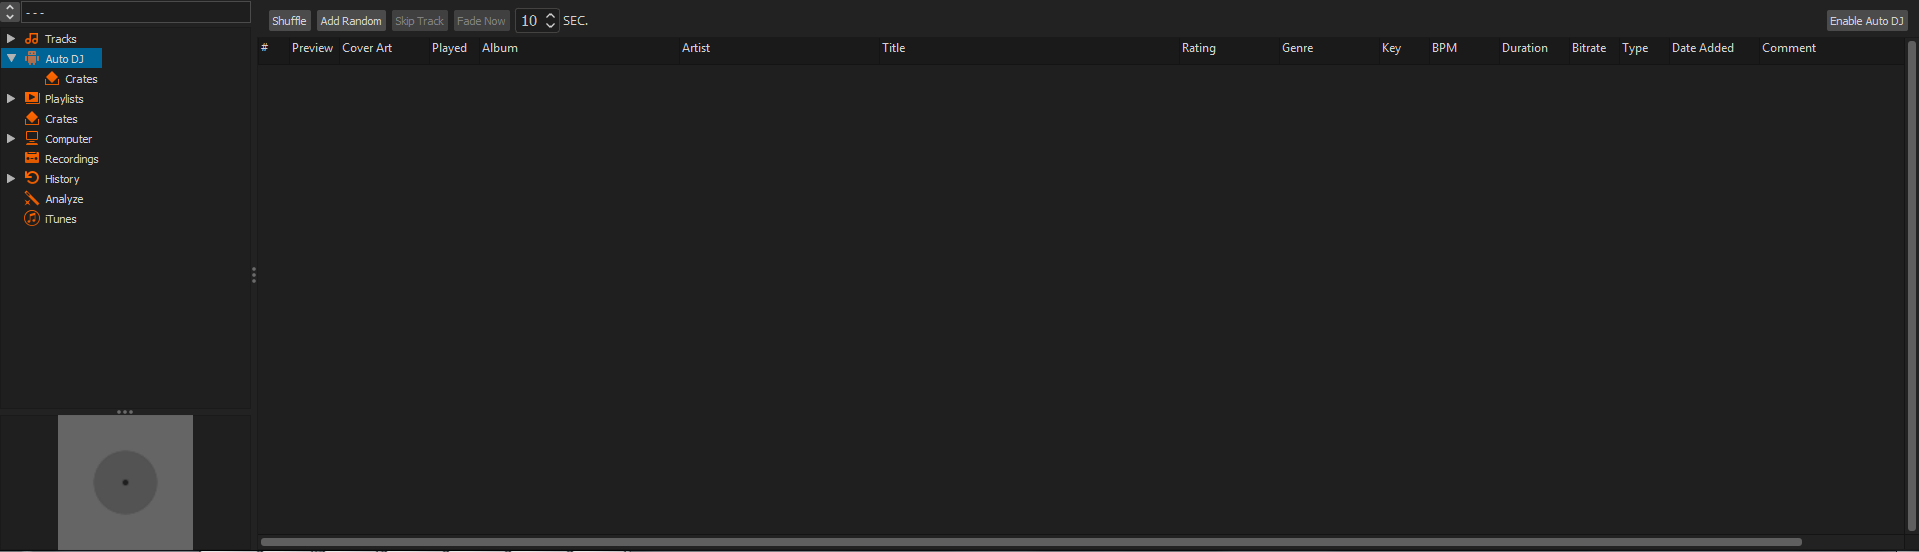 ---
Shuffle Add Random Skip Track Fade Now 10 SEC. Enable Auto DJ
# Preview Cover Art Played Album Artist Title Rating Genre Key BPM Duration Bitrate Type Date Added Comment
Tracks
Auto DJ
Crates
Playlists
Crates
Computer
Recordings
History
Analyze
iTunes